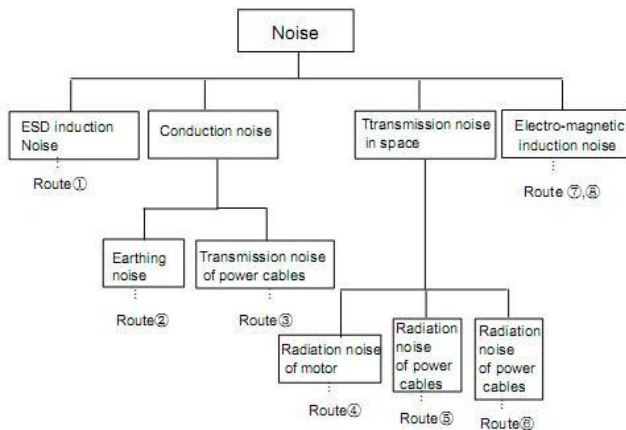 Noise
ESD induction
Noise
Conduction noise
Ttransmission noise
in space
Electro-magnetic
induction noise
Route①
Route ⑦,⑧
Earthing
noise
Transmission noise
of power cables
Route②
Route③
Radiation noise
of motor
Radiation
noise
of power
cables
Radiation
noise
of power
cables
Route④
Route⑤
Route⑥